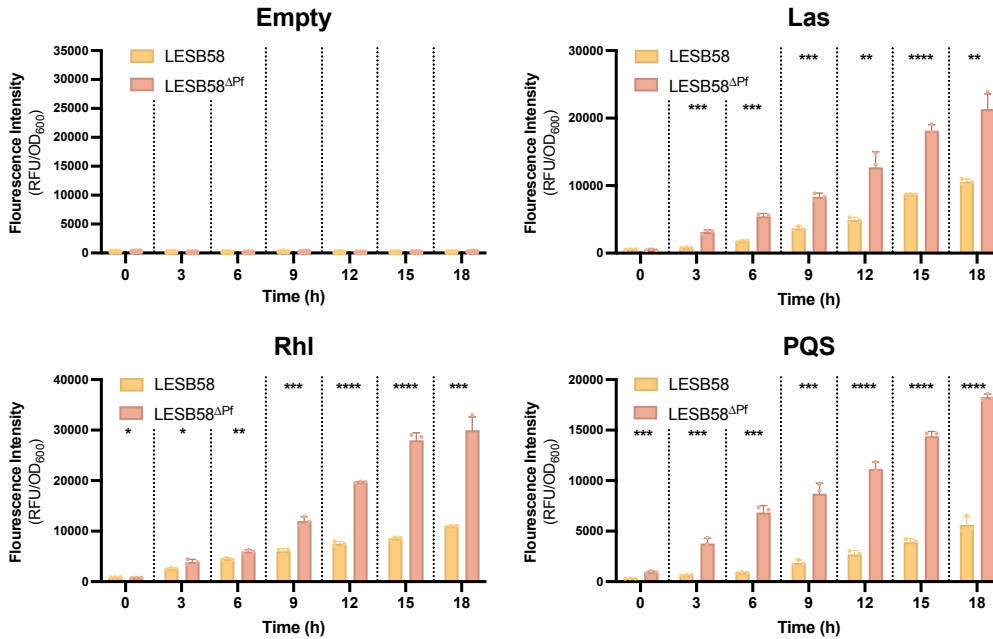 Empty
35000
30000
25000
20000
15000
10000
5000
0
Flourescence Intensity
(RFU/OD600)
LESB58
LESB58ΔPf
0 3 6 9 12 15 18
Time (h)
Las
30000
20000
10000
0
Flourescence Intensity
(RFU/OD600)
LESB58
LESB58ΔPf
*** *** *** ** **** **
0 3 6 9 12 15 18
Time (h)
Rhl
40000
30000
20000
10000
0
Flourescence Intensity
(RFU/OD600)
LESB58
LESB58ΔPf
* * ** *** **** **** ***
0 3 6 9 12 15 18
Time (h)
PQS
20000
15000
10000
5000
0
Flourescence Intensity
(RFU/OD600)
LESB58
LESB58ΔPf
*** *** *** *** **** **** ****
0 3 6 9 12 15 18
Time (h)